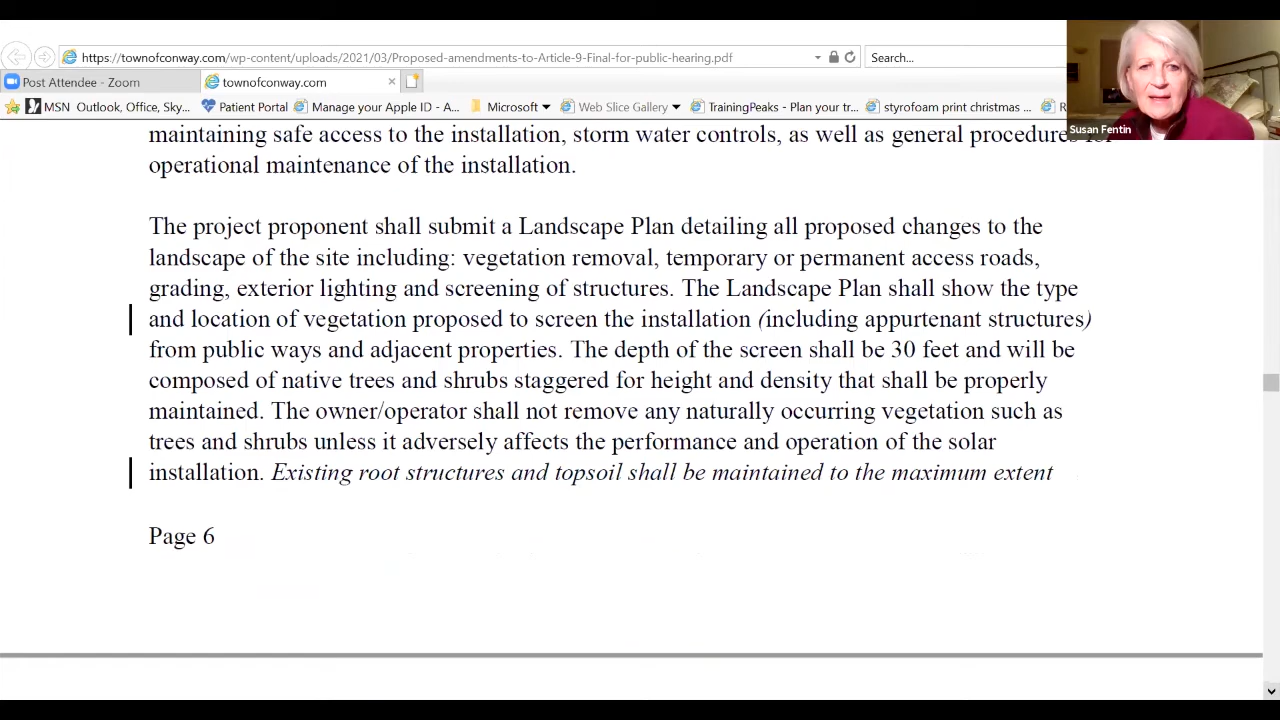 https://townofconway.com/wp-content/uploads/2021/03/Proposed-amendments-to-Article-9-Final-for-public-hearing.pdf
Search...
Post Attendee - Zoom
townofconway.com
MSN Outlook, Office, Sky...
Patient Portal
Manage your Apple ID - A...
Microsoft
Web Slice Gallery
TrainingPeaks - Plan your tr...
styrofoam print christmas ...
Susan Fentin
maintaining safe access to the installation, storm water controls, as well as general procedures for
operational maintenance of the installation.
The project proponent shall submit a Landscape Plan detailing all proposed changes to the
landscape of the site including: vegetation removal, temporary or permanent access roads,
grading, exterior lighting and screening of structures. The Landscape Plan shall show the type
and location of vegetation proposed to screen the installation (including appurtenant structures)
from public ways and adjacent properties. The depth of the screen shall be 30 feet and will be
composed of native trees and shrubs staggered for height and density that shall be properly
maintained. The owner/operator shall not remove any naturally occurring vegetation such as
trees and shrubs unless it adversely affects the performance and operation of the solar
installation. Existing root structures and topsoil shall be maintained to the maximum extent
Page 6